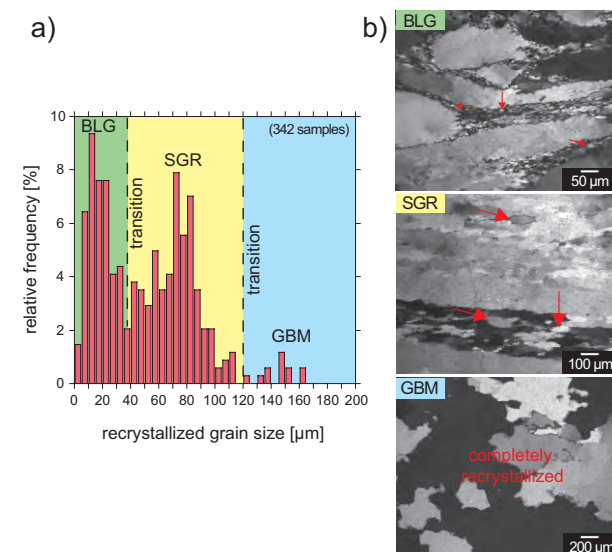 a)
b)
BLG
SGR
GBM
(342 samples)
transition
transition
relative frequency [%]
10
8
6
4
2
0
0 20 40 60 80 100 120 140 160 180 200
recrystallized grain size [µm]
BLG
50 µm
SGR
100 µm
GBM
completely
recrystallized
200 µm